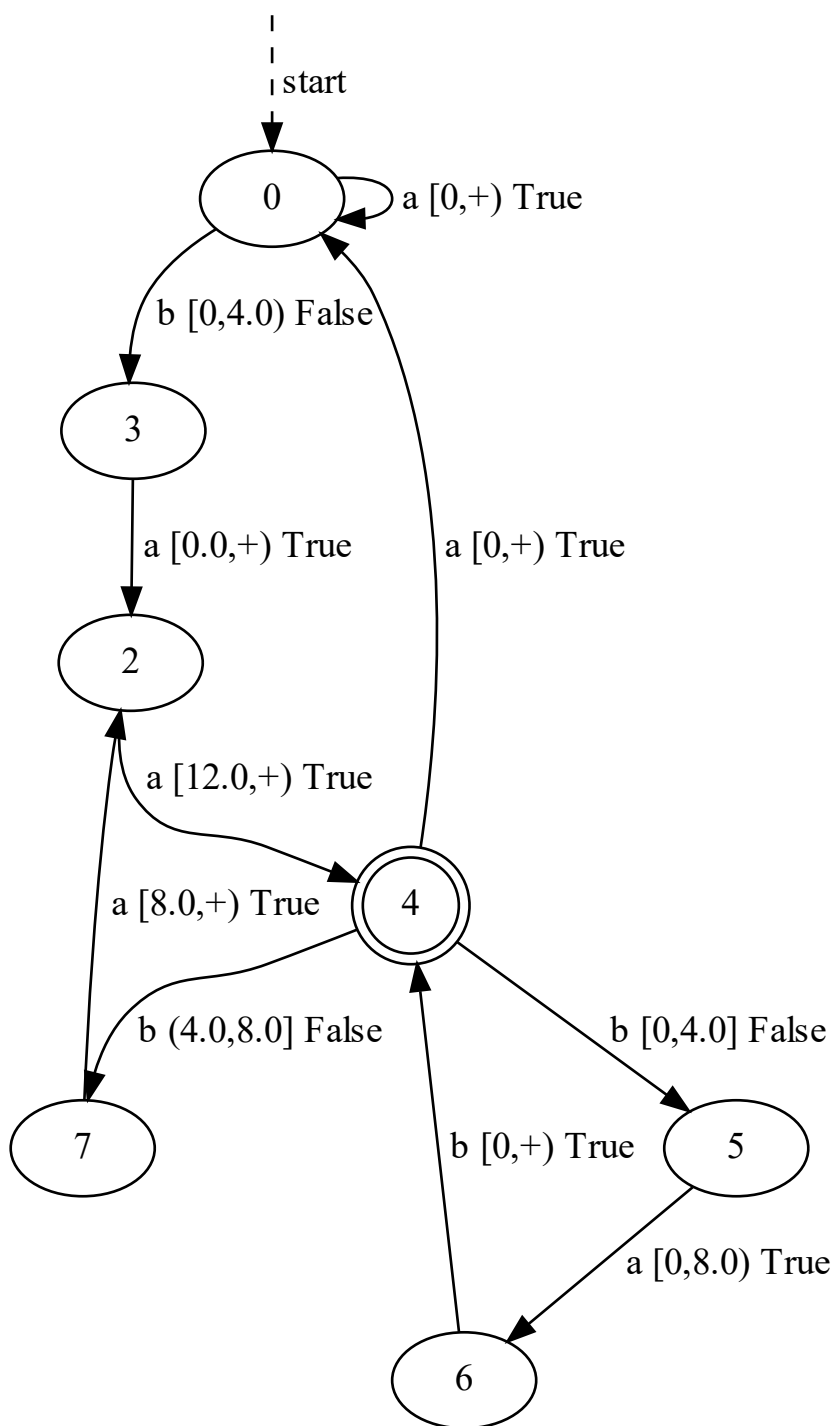 start
0
a [0,+) True
b [0,4.0) False
3
a [0.0,+) True
a [0,+) True
2
a [12.0,+) True
a [8.0,+) True
4
b (4.0,8.0] False
b [0,4.0] False
7
b [0,+) True
5
a [0,8.0) True
6